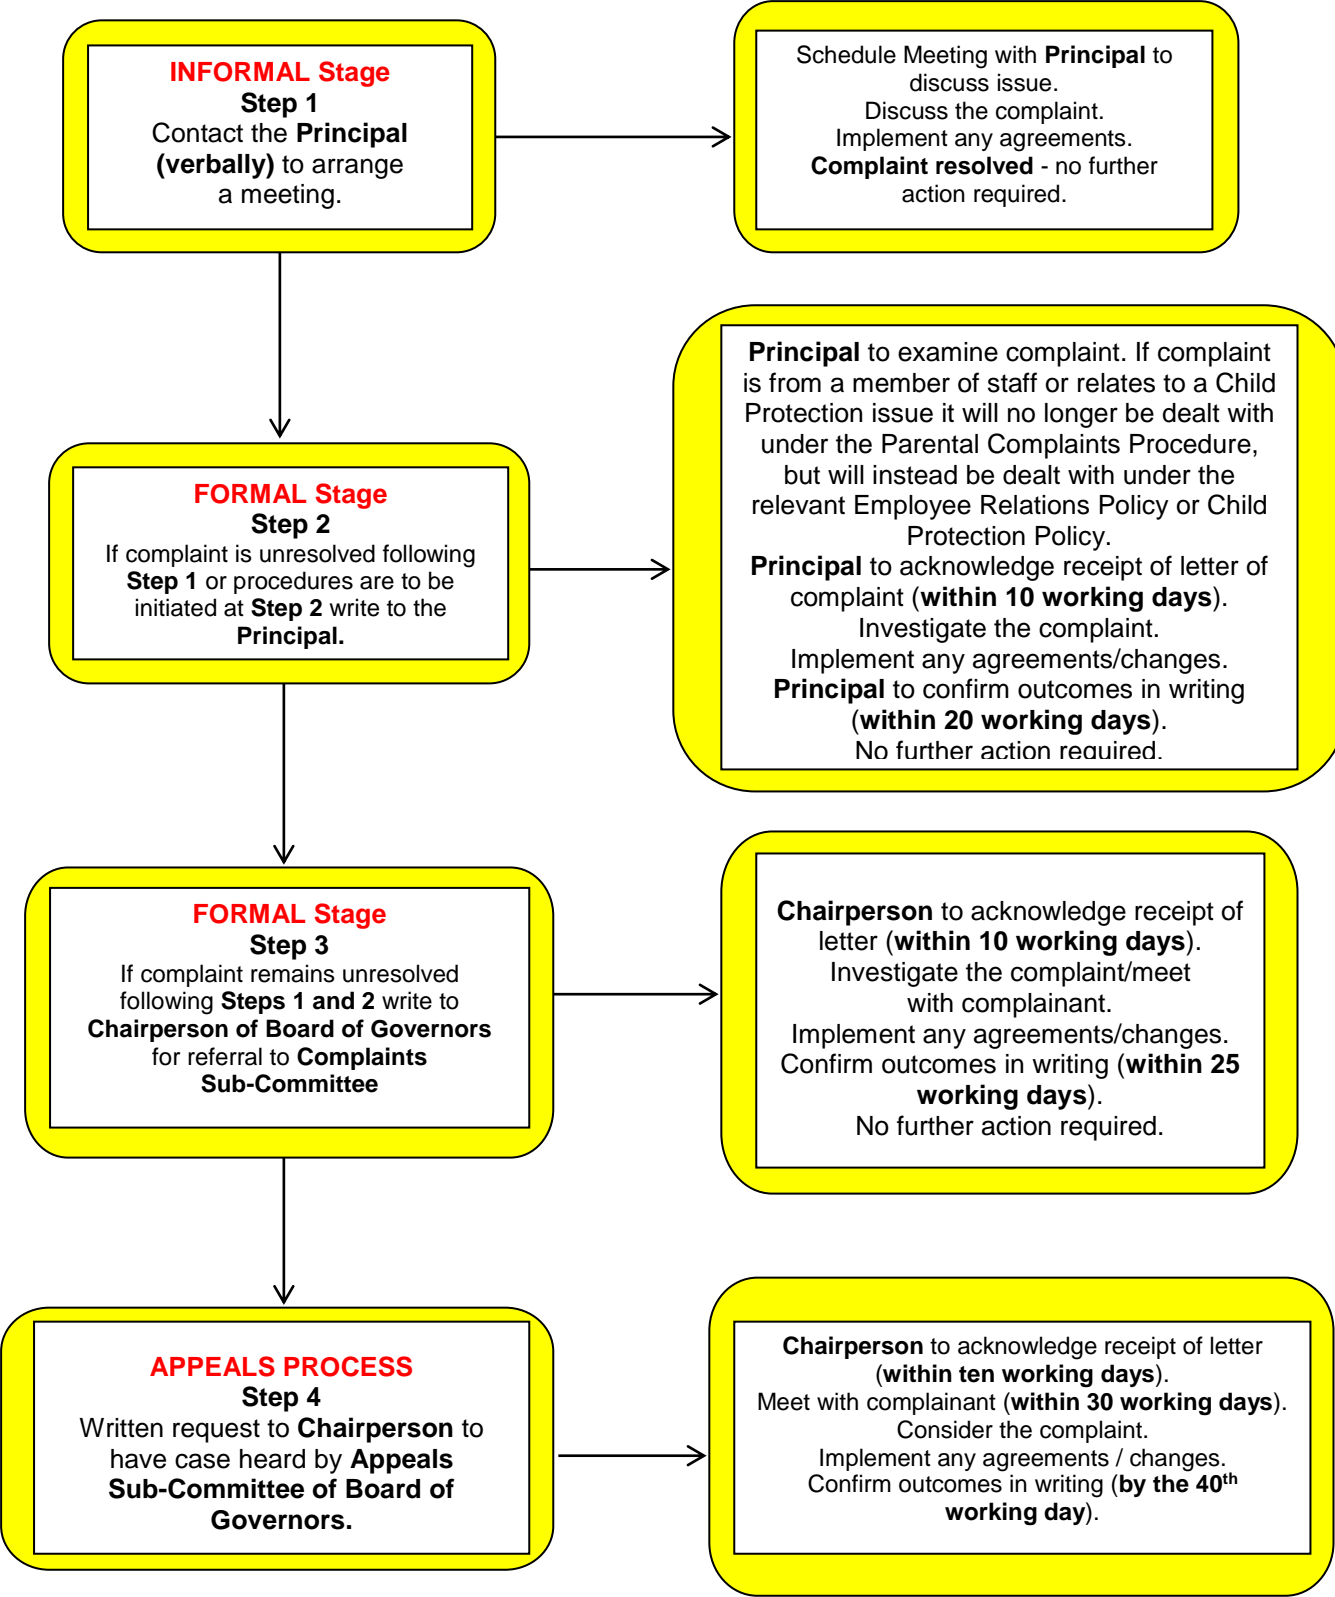 INFORMAL Stage
Step 1
Contact the Principal
(verbally) to arrange
a meeting.
Schedule Meeting with Principal to
discuss issue.
Discuss the complaint.
Implement any agreements.
Complaint resolved - no further
action required.
FORMAL Stage
Step 2
If complaint is unresolved following
Step 1 or procedures are to be
initiated at Step 2 write to the
Principal.
Principal to examine complaint. If complaint
is from a member of staff or relates to a Child
Protection issue it will no longer be dealt with
under the Parental Complaints Procedure,
but will instead be dealt with under the
relevant Employee Relations Policy or Child
Protection Policy.
Principal to acknowledge receipt of letter of
complaint (within 10 working days).
Investigate the complaint.
Implement any agreements/changes.
Principal to confirm outcomes in writing
(within 20 working days).
No further action required.
FORMAL Stage
Step 3
If complaint remains unresolved
following Steps 1 and 2 write to
Chairperson of Board of Governors
for referral to Complaints
Sub-Committee
Chairperson to acknowledge receipt of
letter (within 10 working days).
Investigate the complaint/meet
with complainant.
Implement any agreements/changes.
Confirm outcomes in writing (within 25
working days).
No further action required.
APPEALS PROCESS
Step 4
Written request to Chairperson to
have case heard by Appeals
Sub-Committee of Board of
Governors.
Chairperson to acknowledge receipt of letter
(within ten working days).
Meet with complainant (within 30 working days).
Consider the complaint.
Implement any agreements / changes.
Confirm outcomes in writing (by the 40th
working day).